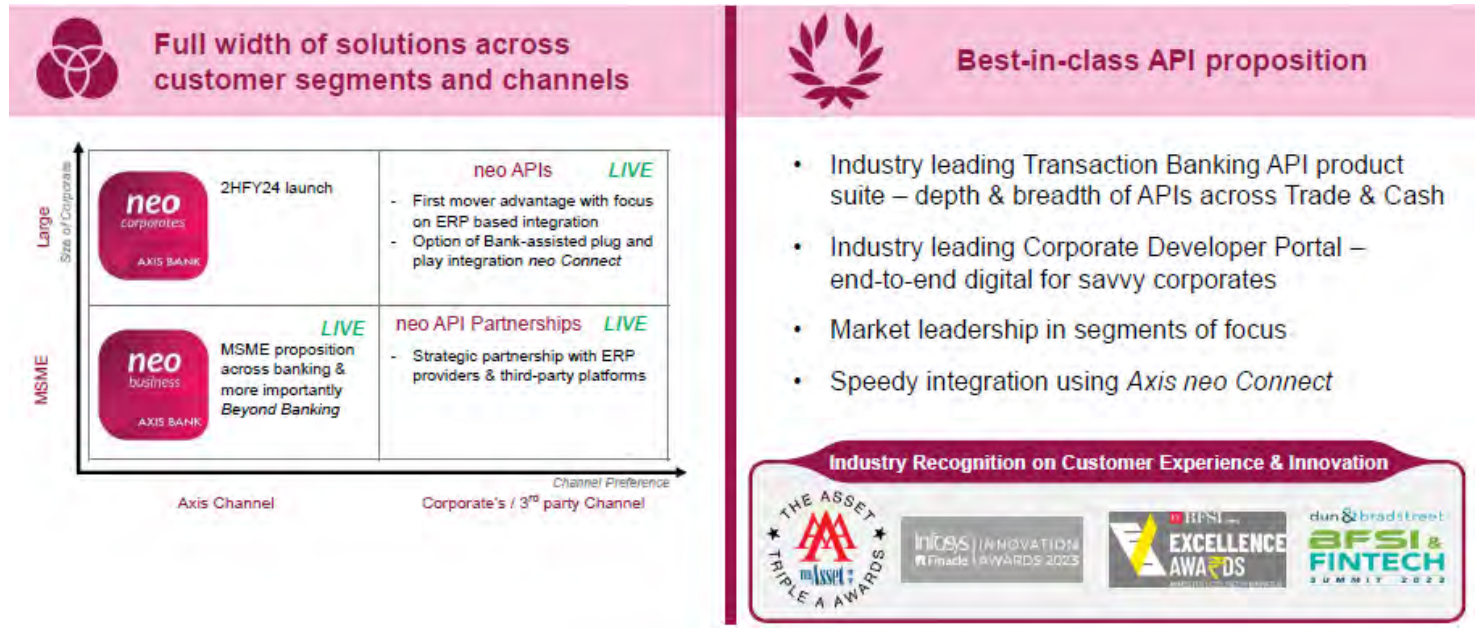 Full width of solutions across
customer segments and channels
Size of Corporate
Large
MSME
neo
corporates
AXIS BANK
2HFY24 launch
neo APIs LIVE
- First mover advantage with focus
on ERP based integration
- Option of Bank-assisted plug and
play integration neo Connect
neo
business
AXIS BANK
LIVE
MSME proposition
across banking &
more importantly
Beyond Banking
neo API Partnerships LIVE
- Strategic partnership with ERP
providers & third-party platforms
Channel Preference
Axis Channel
Corporate's / 3rd party Channel
Best-in-class API proposition
• Industry leading Transaction Banking API product
suite – depth & breadth of APIs across Trade & Cash
• Industry leading Corporate Developer Portal –
end-to-end digital for savvy corporates
• Market leadership in segments of focus
• Speedy integration using Axis neo Connect
Industry Recognition on Customer Experience & Innovation
THE ASSET
AAA
Asset
TRIPLE A AWARDS
Infosys INNOVATION
Finacle AWARDS 2023
BFSI
EXCELLENCE
AWARDS
dun & bradstreet
BFSI &
FINTECH
SUMMIT